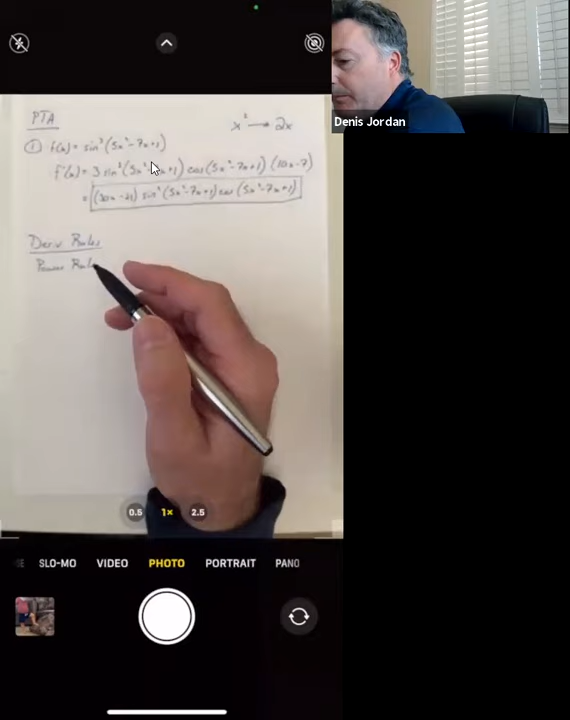 Denis Jordan
PTA
x² → 2x
① f(x) = sin³(5x²-7x+1)
f'(x) = 3 sin²(5x²-7x+1) cos(5x²-7x+1) (10x-7)
= (30x-21) sin²(5x²-7x+1) cos(5x²-7x+1)
Deriv Rules
Power Rule
0.5 1× 2.5
SLO-MO VIDEO PHOTO PORTRAIT PANO